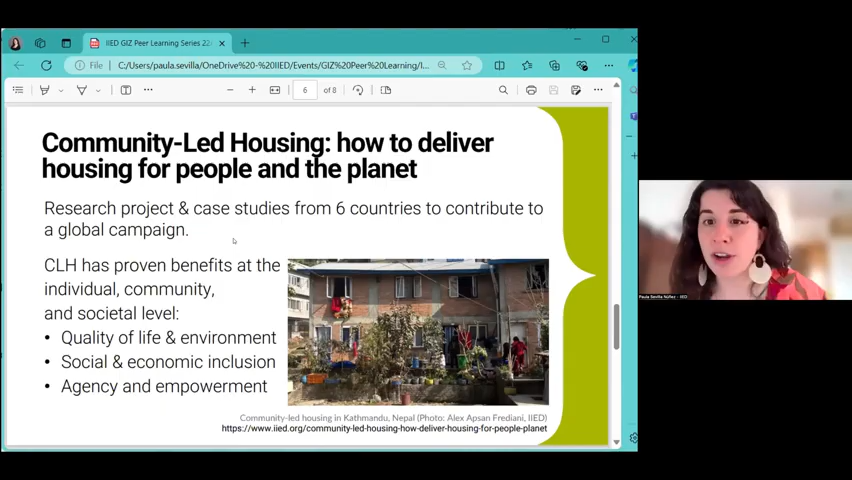 IIED GIZ Peer Learning Series 22
File
C:/Users/paula.sevilla/OneDrive%20-%20IIED/Events/GIZ%20Peer%20Learning/I...
6
of 8
Community-Led Housing: how to deliver
housing for people and the planet
Research project & case studies from 6 countries to contribute to
a global campaign.
CLH has proven benefits at the
individual, community,
and societal level:
• Quality of life & environment
• Social & economic inclusion
• Agency and empowerment
Community-led housing in Kathmandu, Nepal (Photo: Alex Apsan Frediani, IIED)
https://www.iied.org/community-led-housing-how-deliver-housing-for-people-planet
Paula Sevilla Núñez - IIED